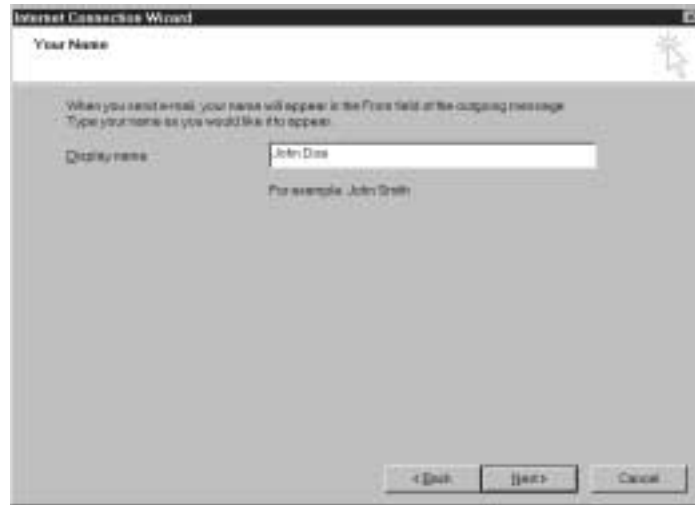 Internet Connection Wizard
Your Name
When you send e-mail, your name will appear in the From field of the outgoing message.
Type your name as you would like it to appear.
Display name
John Doe
For example: John Smith
< Back
Next >
Cancel